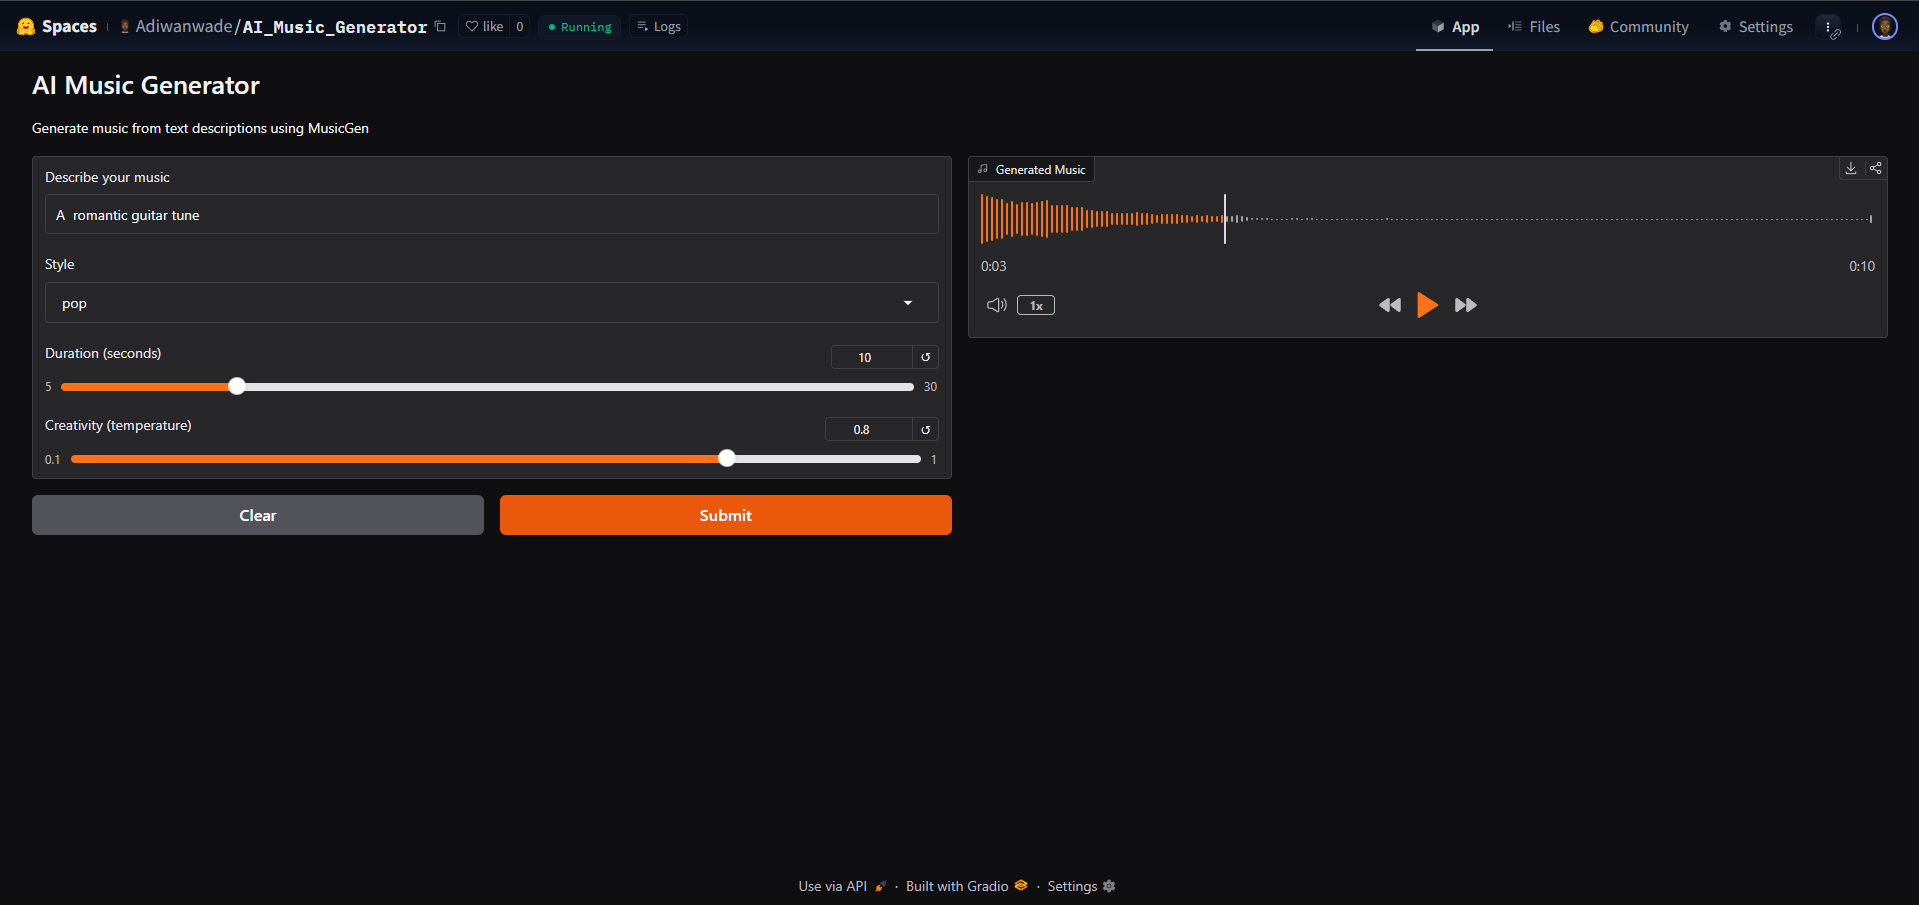 Spaces Adiwanwade/AI_Music_Generator like 0 Running Logs App Files Community Settings
AI Music Generator
Generate music from text descriptions using MusicGen
Describe your music
A  romantic guitar tune
Style
pop
Duration (seconds) 10 ↺
5 30
Creativity (temperature) 0.8 ↺
0.1 1
Clear Submit
Generated Music
0:03 0:10
1x
Use via API · Built with Gradio · Settings